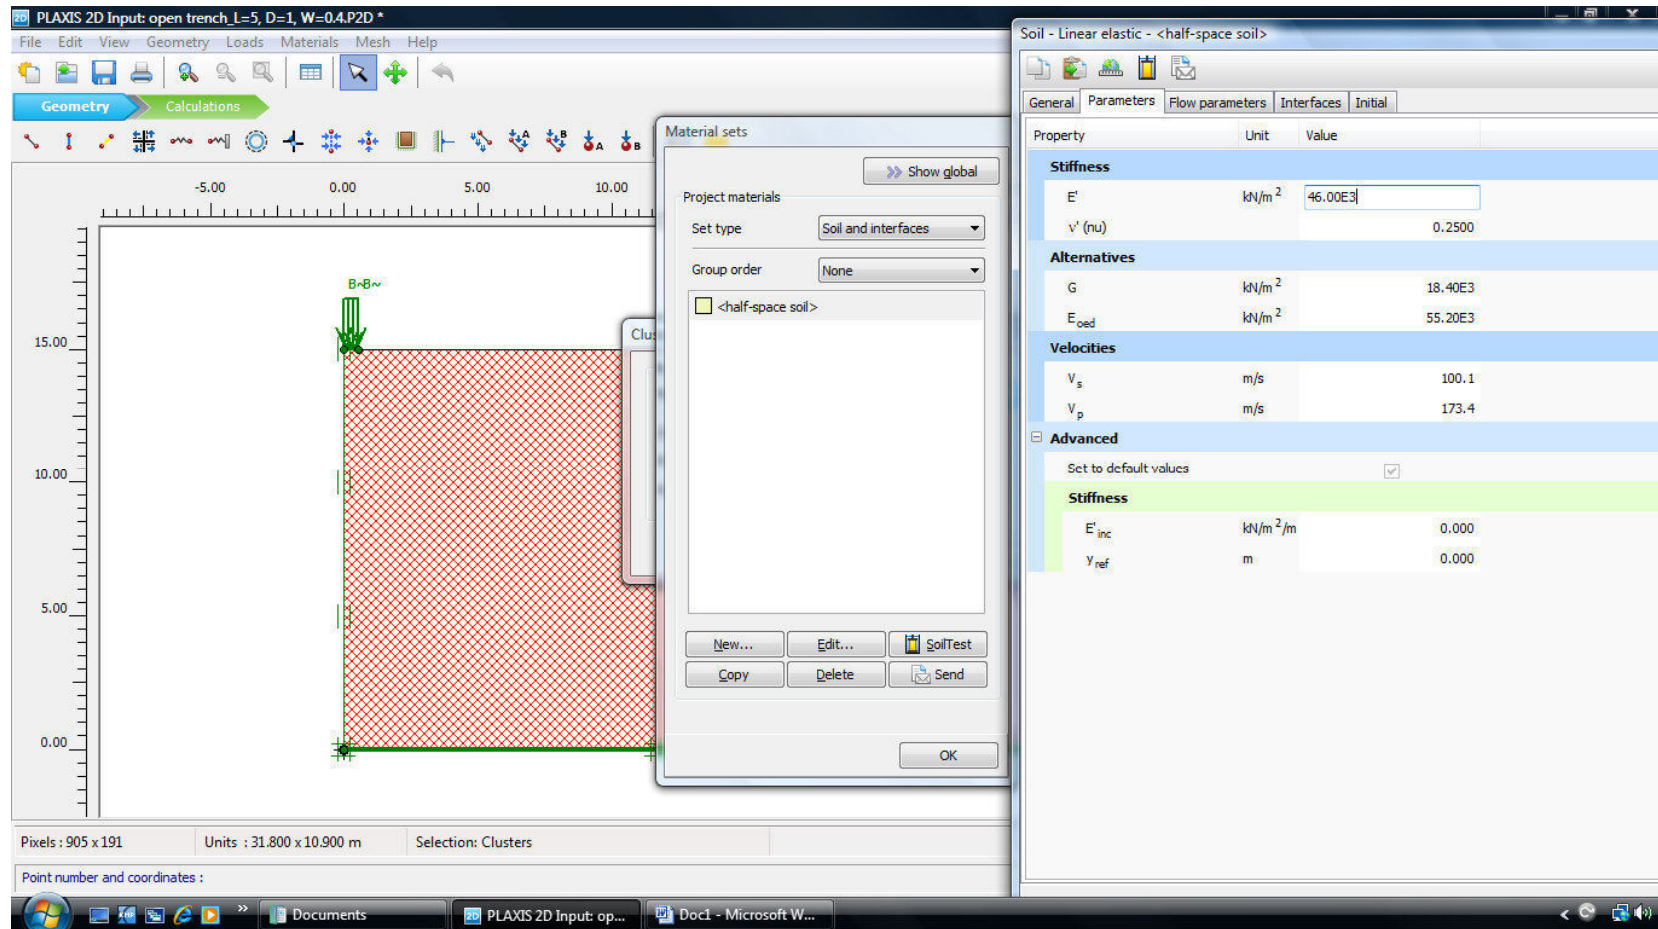 PLAXIS 2D Input: open trench_L=5, D=1, W=0.4.P2D *
File Edit View Geometry Loads Materials Mesh Help
Geometry Calculations
A B A B
-5.00 0.00 5.00 10.00
15.00
10.00
5.00
0.00
B~B~
Clus
Material sets
Show global
Project materials
Set type Soil and interfaces
Group order None
<half-space soil>
New... Edit... SoilTest
Copy Delete Send
OK
Soil - Linear elastic - <half-space soil>
General Parameters Flow parameters Interfaces Initial
Property Unit Value
Stiffness
E' kN/m² 46.00E3
ν' (nu) 0.2500
Alternatives
G kN/m² 18.40E3
E oed kN/m² 55.20E3
Velocities
V s m/s 100.1
V p m/s 173.4
Advanced
Set to default values
Stiffness
E' inc kN/m²/m 0.000
y ref m 0.000
Pixels : 905 x 191 Units : 31.800 x 10.900 m Selection: Clusters
Point number and coordinates :
Documents 2D PLAXIS 2D Input: op... Doc1 - Microsoft W...